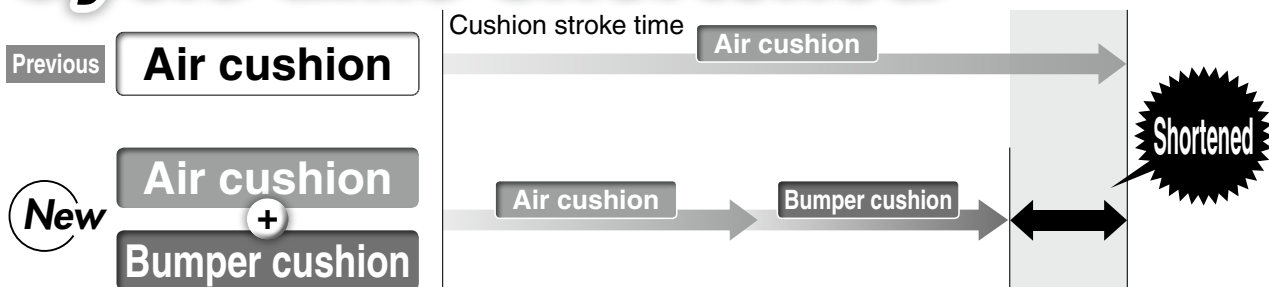 Cushion stroke time
Previous
Air cushion
Air cushion
Shortened
New
Air cushion
+
Bumper cushion
Air cushion
Bumper cushion